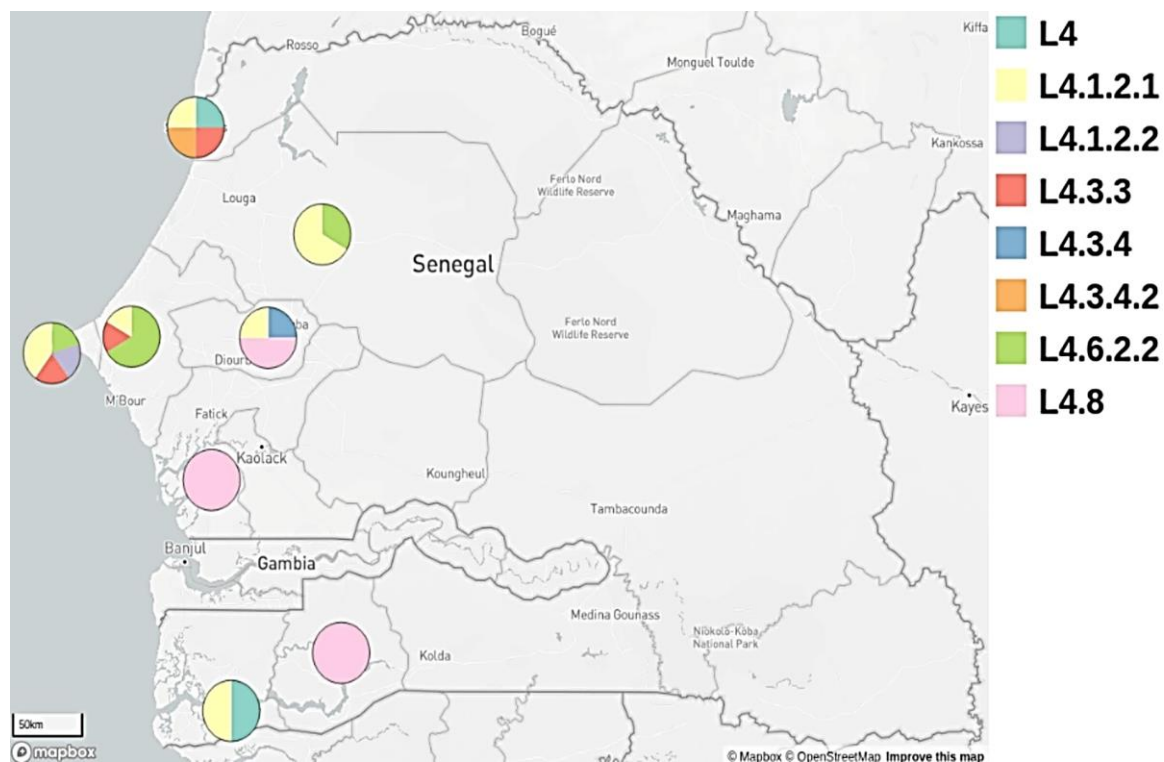 Rosso
Bogué
Kiffa
Monguel Toulde
Kankossa
Louga
Ferlo Nord
Wildlife Reserve
Maghama
Senegal
Ferlo Nord
Wildlife Reserve
M'Bour
Fatick
Kaolack
Koungheul
Kayes
Tambacounda
Banjul
Gambia
Medina Gounass
Niokolo-Koba
National Park
Kolda
50km
mapbox
© Mapbox © OpenStreetMap Improve this map
L4
L4.1.2.1
L4.1.2.2
L4.3.3
L4.3.4
L4.3.4.2
L4.6.2.2
L4.8